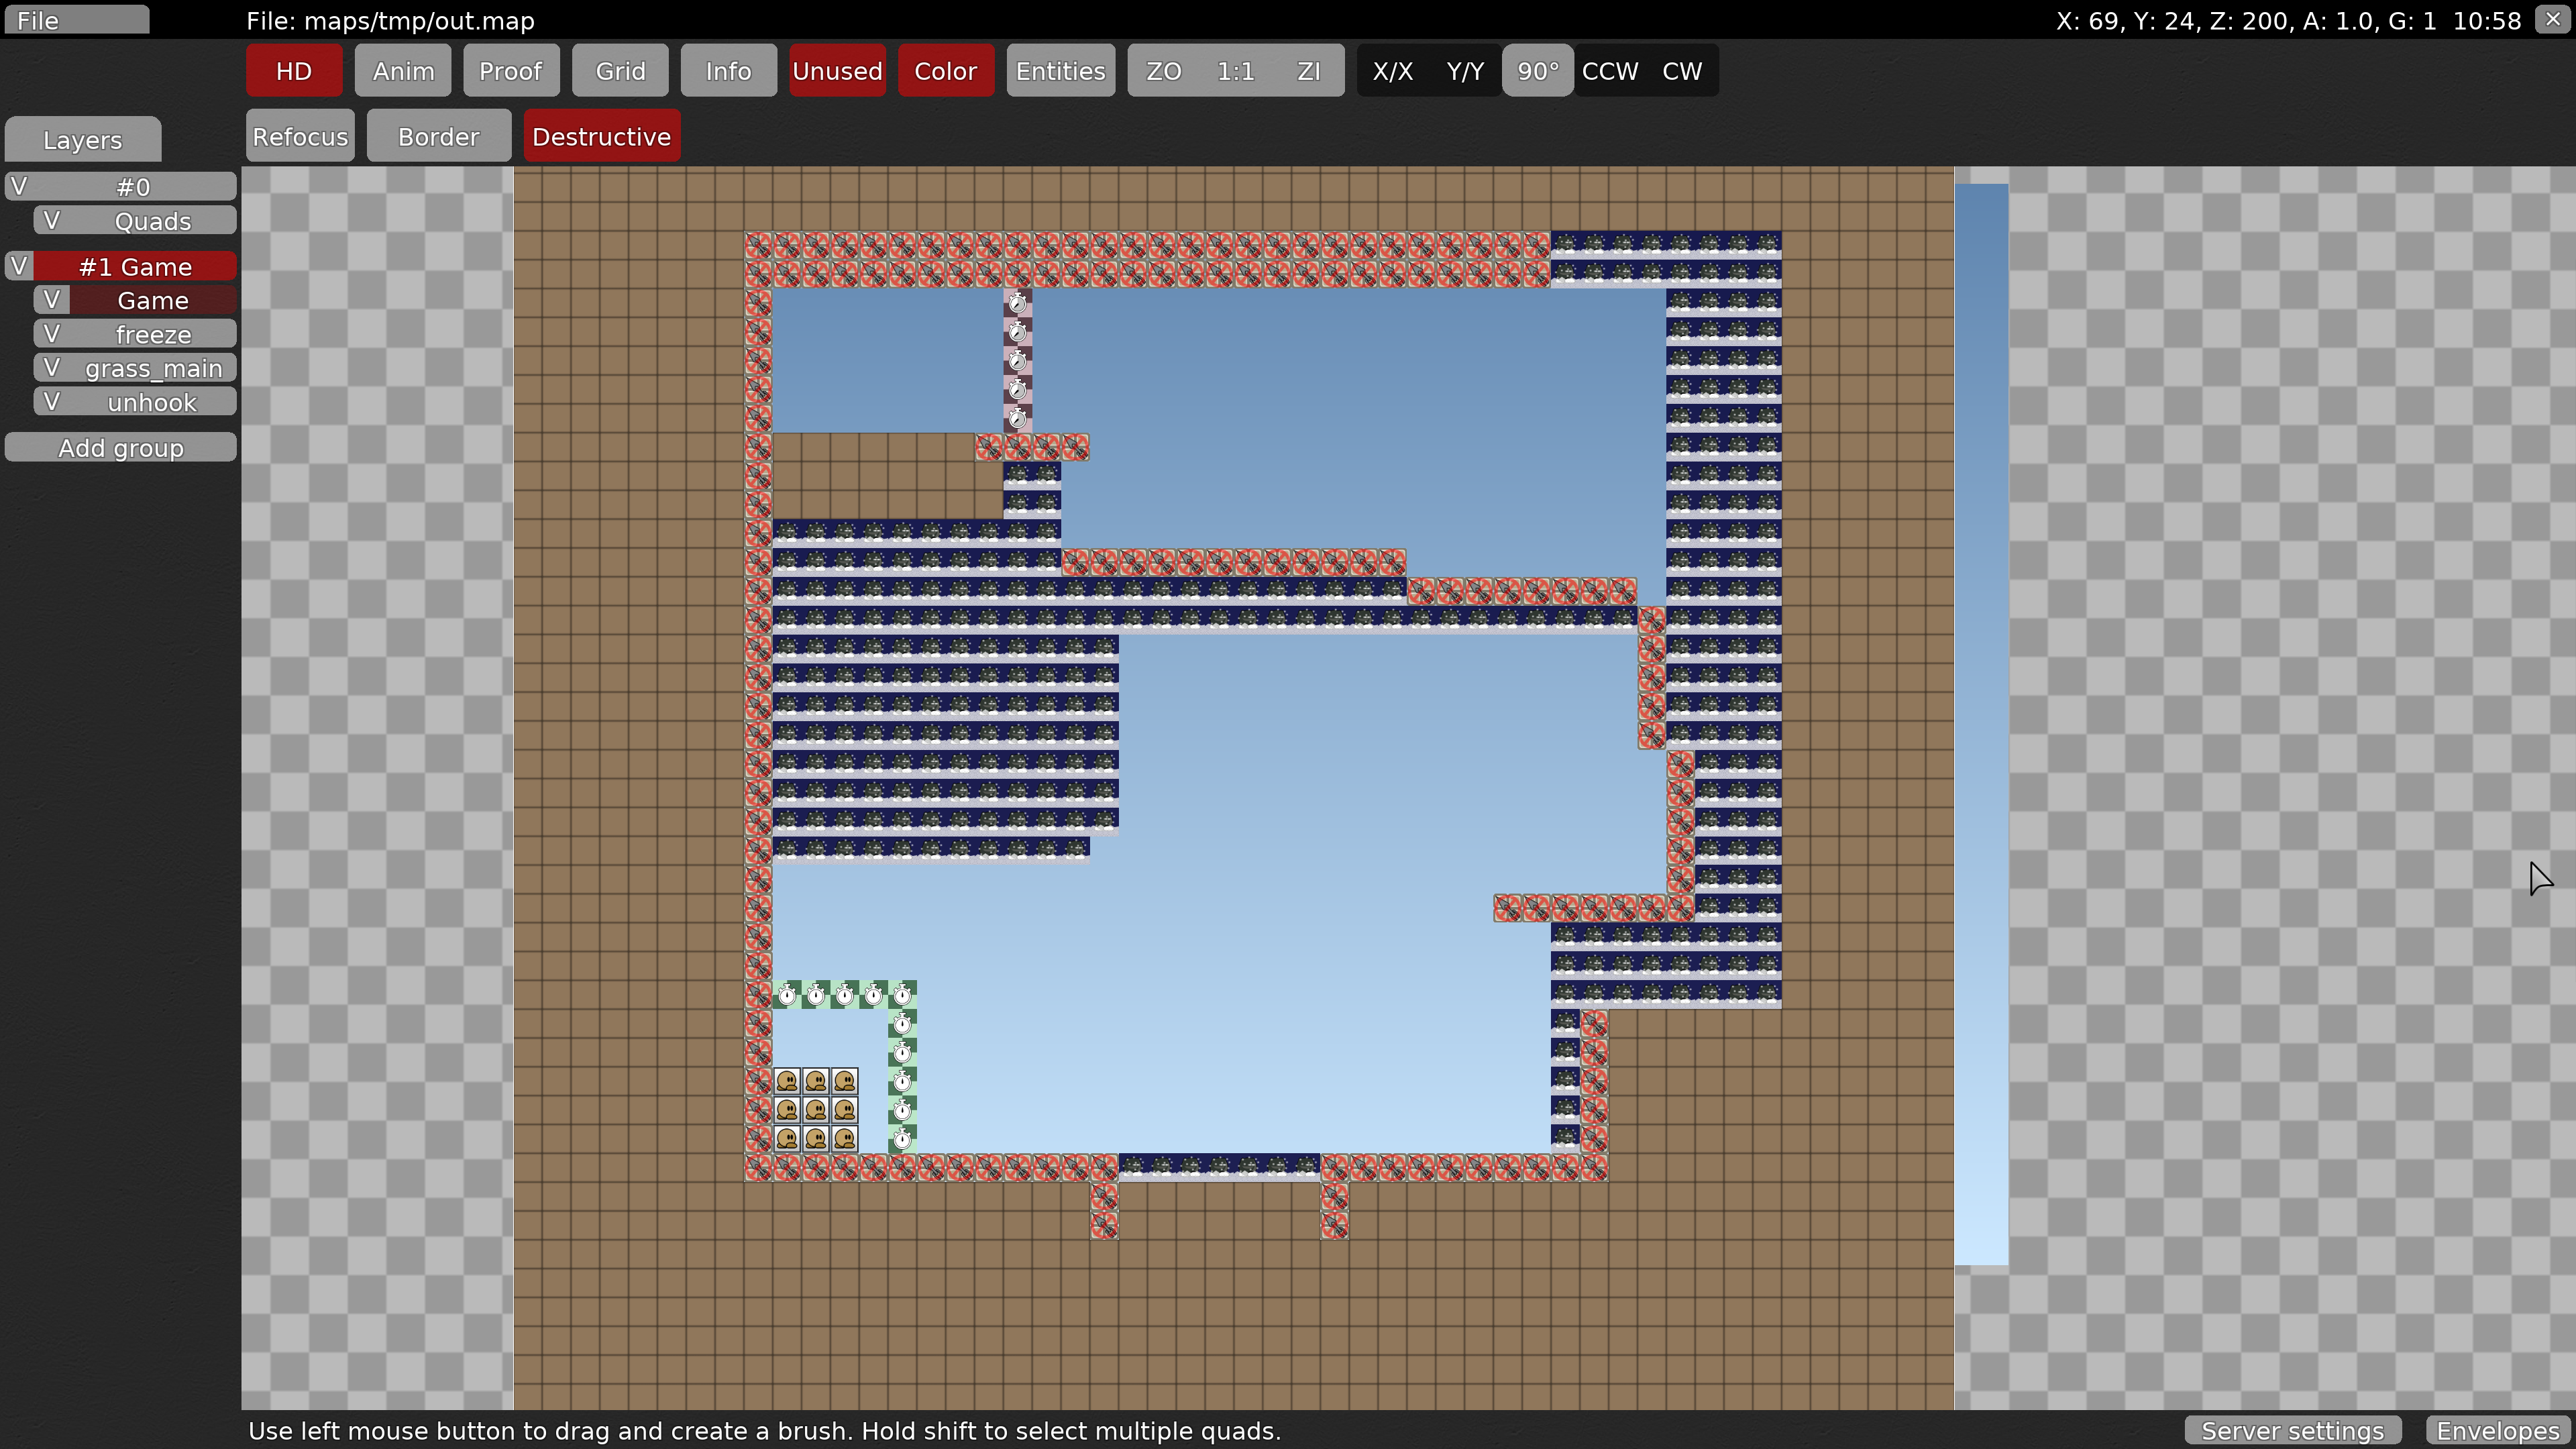 File File: maps/tmp/out.map X: 69, Y: 24, Z: 200, A: 1.0, G: 1 10:58 ✕
HD Anim Proof Grid Info Unused Color Entities ZO 1:1 ZI X/X Y/Y 90° CCW CW
Refocus Border Destructive
Layers
V #0
V Quads
V #1 Game
V Game
V freeze
V grass_main
V unhook
Add group
Use left mouse button to drag and create a brush. Hold shift to select multiple quads. Server settings Envelopes